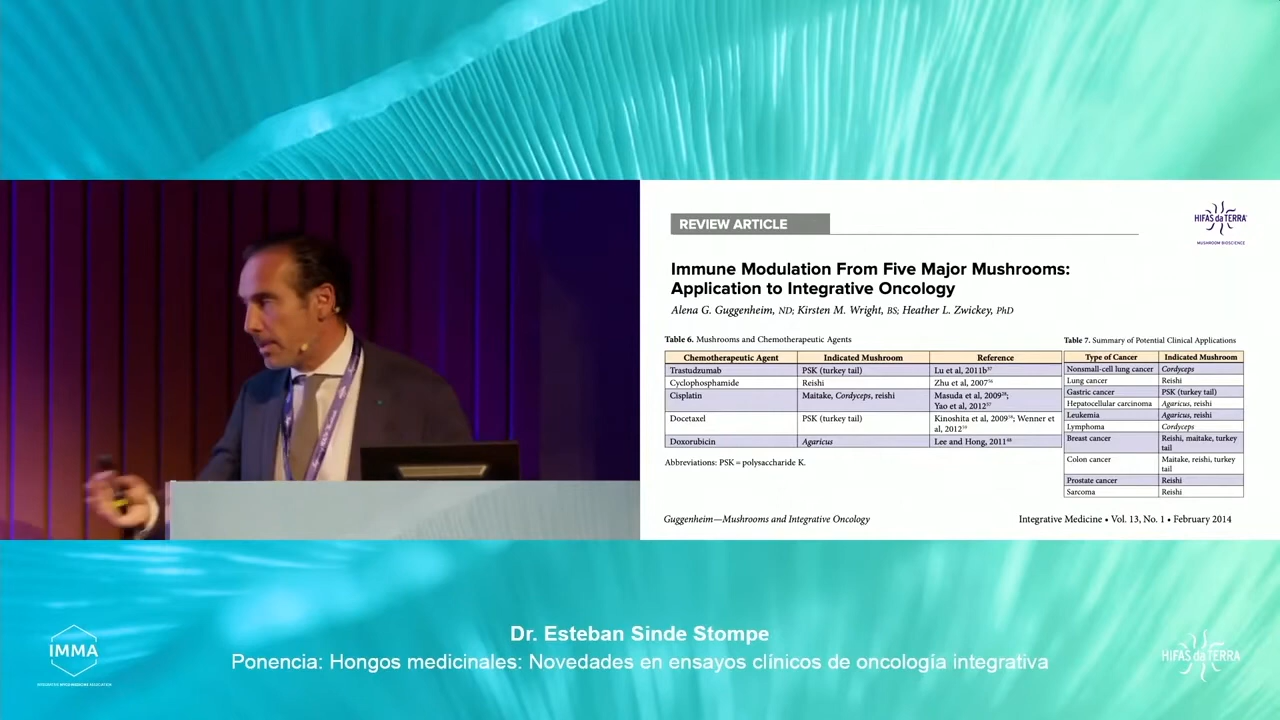 REVIEW ARTICLE
HIFAS da TERRA
MUSHROOM BIOSCIENCE
Immune Modulation From Five Major Mushrooms:
Application to Integrative Oncology
Alena G. Guggenheim, ND; Kirsten M. Wright, BS; Heather L. Zwickey, PhD
Table 6. Mushrooms and Chemotherapeutic Agents
Chemotherapeutic Agent Indicated Mushroom Reference
Trastudzumab PSK (turkey tail) Lu et al, 2011b³⁷
Cyclophosphamide Reishi Zhu et al, 2007⁵⁶
Cisplatin Maitake, Cordyceps, reishi Masuda et al, 2009²⁸;
Yao et al, 2012⁵⁷
Docetaxel PSK (turkey tail) Kinoshita et al, 2009⁵⁸; Wenner et
al, 2012⁵⁹
Doxorubicin Agaricus Lee and Hong, 2011⁴⁸
Abbreviations: PSK = polysaccharide K.
Table 7. Summary of Potential Clinical Applications
Type of Cancer Indicated Mushroom
Nonsmall-cell lung cancer Cordyceps
Lung cancer Reishi
Gastric cancer PSK (turkey tail)
Hepatocellular carcinoma Agaricus, reishi
Leukemia Agaricus, reishi
Lymphoma Cordyceps
Breast cancer Reishi, maitake, turkey
tail
Colon cancer Maitake, reishi, turkey
tail
Prostate cancer Reishi
Sarcoma Reishi
Guggenheim—Mushrooms and Integrative Oncology
Integrative Medicine • Vol. 13, No. 1 • February 2014
Dr. Esteban Sinde Stompe
Ponencia: Hongos medicinales: Novedades en ensayos clínicos de oncología integrativa
IMMA
HIFAS da TERRA